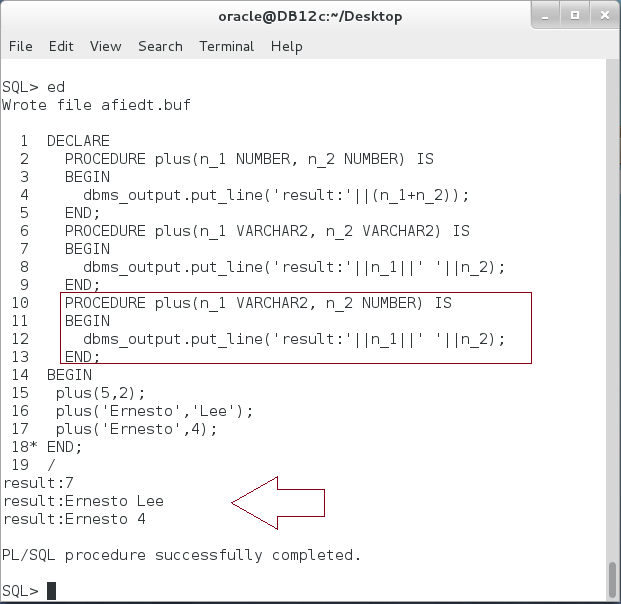 oracle@DB12c:~/Desktop
File Edit View Search Terminal Help
SQL> ed
Wrote file afiedt.buf
1 DECLARE
2 PROCEDURE plus(n_1 NUMBER, n_2 NUMBER) IS
3 BEGIN
4 dbms_output.put_line('result:'||(n_1+n_2));
5 END;
6 PROCEDURE plus(n_1 VARCHAR2, n_2 VARCHAR2) IS
7 BEGIN
8 dbms_output.put_line('result:'||n_1||' '||n_2);
9 END;
10 PROCEDURE plus(n_1 VARCHAR2, n_2 NUMBER) IS
11 BEGIN
12 dbms_output.put_line('result:'||n_1||' '||n_2);
13 END;
14 BEGIN
15 plus(5,2);
16 plus('Ernesto','Lee');
17 plus('Ernesto',4);
18* END;
19 /
result:7
result:Ernesto Lee
result:Ernesto 4
PL/SQL procedure successfully completed.
SQL>